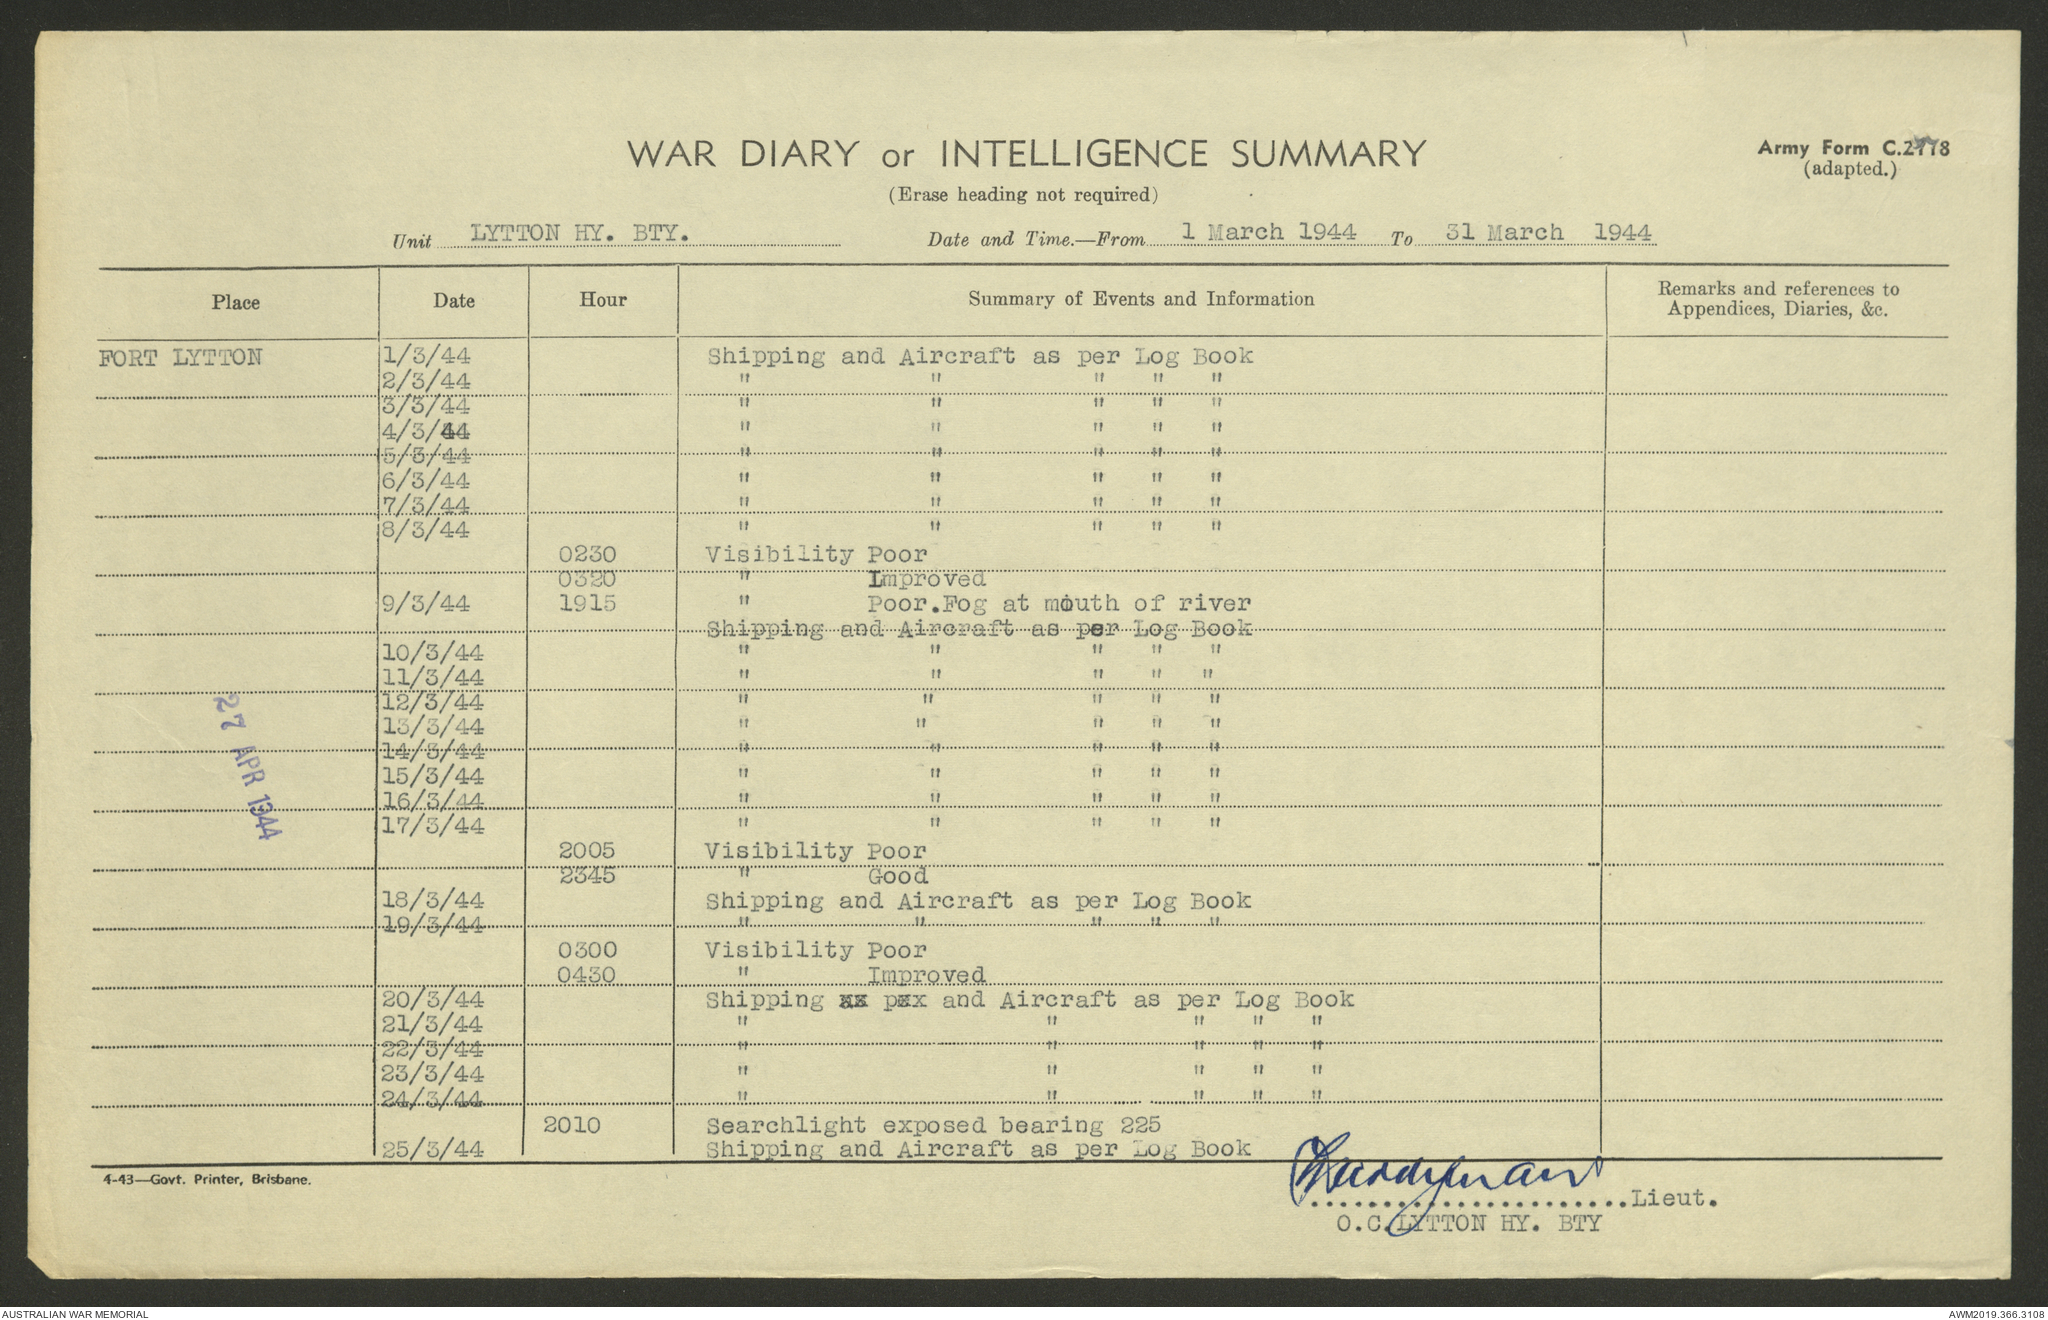 WAR DIARY or INTELLIGENCE SUMMARY
Army Form C.2118
(adapted.)
(Erase heading not required)
Unit LYTTON HY. BTY. Date and Time.—From 1 March 1944 To 31 March 1944
Place Date Hour Summary of Events and Information Remarks and references to Appendices, Diaries, &c.
FORT LYTTON 1/3/44 Shipping and Aircraft as per Log Book
2/3/44 " " " " "
3/3/44 " " " " "
4/3/44 " " " " "
5/3/44 " " " " "
6/3/44 " " " " "
7/3/44 " " " " "
8/3/44 " " " " "
0230 Visibility Poor
0320 " Improved
9/3/44 1915 " Poor.Fog at miuth of river
Shipping and Aircraft as per Log Book
10/3/44 " " " " "
11/3/44 " " " " "
12/3/44 " " " " "
13/3/44 " " " " "
14/3/44 " " " " "
15/3/44 " " " " "
16/3/44 " " " " "
17/3/44 " " " " "
2005 Visibility Poor
2345 " Good
18/3/44 Shipping and Aircraft as per Log Book
19/3/44 " " " " "
0300 Visibility Poor
0430 " Improved
20/3/44 Shipping xx pxx and Aircraft as per Log Book
21/3/44 " " " " "
22/3/44 " " " " "
23/3/44 " " " " "
24/3/44 " " " " "
2010 Searchlight exposed bearing 225
25/3/44 Shipping and Aircraft as per Log Book
27 APR 1944
4-43—Govt. Printer, Brisbane.
.......................Lieut.
O.C.LYTTON HY. BTY
AUSTRALIAN WAR MEMORIAL
AWM2019.366.3108